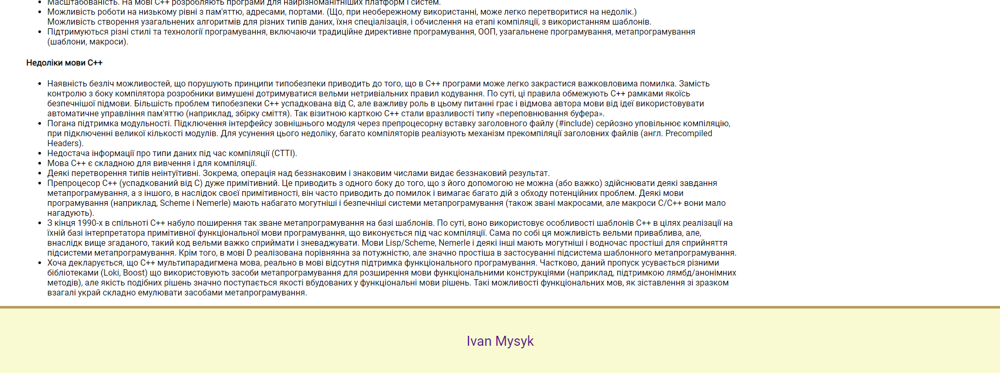 Масштабованість. На мові C++ розробляють програми для найрізноманітніших платформ і систем.
Можливість роботи на низькому рівні з пам'яттю, адресами, портами. (Що, при необережному використанні, може легко перетворитися на недолік.)
Можливість створення узагальнених алгоритмів для різних типів даних, їхня спеціалізація, і обчислення на етапі компіляції, з використанням шаблонів.
Підтримуються різні стилі та технології програмування, включаючи традиційне директивне програмування, ООП, узагальнене програмування, метапрограмування
(шаблони, макроси).
Недоліки мови C++
Наявність безліч можливостей, що порушують принципи типобезпеки приводить до того, що в C++ програми може легко закрастися важковловима помилка. Замість
контролю з боку компілятора розробники вимушені дотримуватися вельми нетривіальних правил кодування. По суті, ці правила обмежують C++ рамками якоїсь
безпечнішої підмови. Більшість проблем типобезпеки C++ успадкована від C, але важливу роль в цьому питанні грає і відмова автора мови від ідеї використовувати
автоматичне управління пам'яттю (наприклад, збірку сміття). Так візитною карткою C++ стали вразливості типу «переповнювання буфера».
Погана підтримка модульності. Підключення інтерфейсу зовнішнього модуля через препроцесорну вставку заголовного файлу (#include) серйозно уповільнює компіляцію,
при підключенні великої кількості модулів. Для усунення цього недоліку, багато компіляторів реалізують механізм прекомпіляції заголовних файлів (англ. Precompiled
Headers).
Недостача інформації про типи даних під час компіляції (CTTI).
Мова C++ є складною для вивчення і для компіляції.
Деякі перетворення типів неінтуїтивні. Зокрема, операція над беззнаковим і знаковим числами видає беззнаковий результат.
Препроцесор C++ (успадкований від C) дуже примітивний. Це приводить з одного боку до того, що з його допомогою не можна (або важко) здійснювати деякі завдання
метапрограмування, а з іншого, в наслідок своєї примітивності, він часто приводить до помилок і вимагає багато дій з обходу потенційних проблем. Деякі мови
програмування (наприклад, Scheme і Nemerle) мають набагато могутніші і безпечніші системи метапрограмування (також звані макросами, але макроси C/C++ вони мало
нагадують).
З кінця 1990-х в спільноті C++ набуло поширення так зване метапрограмування на базі шаблонів. По суті, воно використовує особливості шаблонів C++ в цілях реалізації на
їхній базі інтерпретатора примітивної функціональної мови програмування, що виконується під час компіляції. Сама по собі ця можливість вельми приваблива, але,
внаслідк вище згаданого, такий код вельми важко сприймати і зневаджувати. Мови Lisp/Scheme, Nemerle і деякі інші мають могутніші і водночас простіші для сприйняття
підсистеми метапрограмування. Крім того, в мові D реалізована порівнянна за потужністю, але значно простіша в застосуванні підсистема шаблонного метапрограмування.
Хоча декларується, що C++ мультипарадигмена мова, реально в мові відсутня підтримка функціонального програмування. Частково, даний пропуск усувається різними
бібліотеками (Loki, Boost) що використовують засоби метапрограмування для розширення мови функціональними конструкціями (наприклад, підтримкою лямбд/анонімних
методів), але якість подібних рішень значно поступається якості вбудованих у функціональні мови рішень. Такі можливості функціональних мов, як зіставлення зі зразком
взагалі украй складно емулювати засобами метапрограмування.
Ivan Mysyk